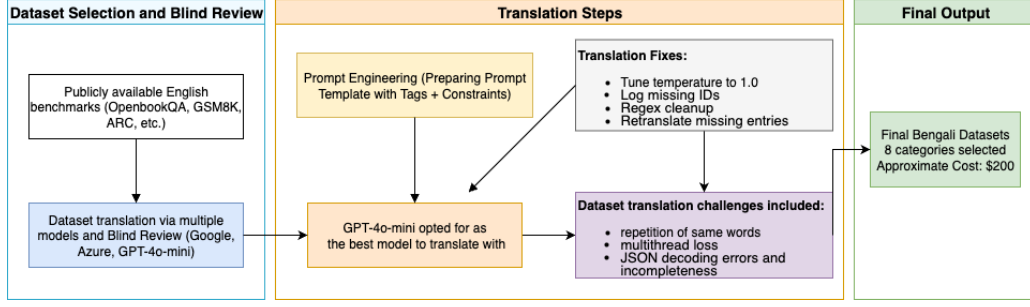 Dataset Selection and Blind Review
Publicly available English
benchmarks (OpenbookQA, GSM8K,
ARC, etc.)
Dataset translation via multiple
models and Blind Review (Google,
Azure, GPT-4o-mini)
Translation Steps
Prompt Engineering (Preparing Prompt
Template with Tags + Constraints)
GPT-4o-mini opted for as
the best model to translate with
Translation Fixes:
• Tune temperature to 1.0
• Log missing IDs
• Regex cleanup
• Retranslate missing entries
Dataset translation challenges included:
• repetition of same words
• multithread loss
• JSON decoding errors and
incompleteness
Final Output
Final Bengali Datasets
8 categories selected
Approximate Cost: $200